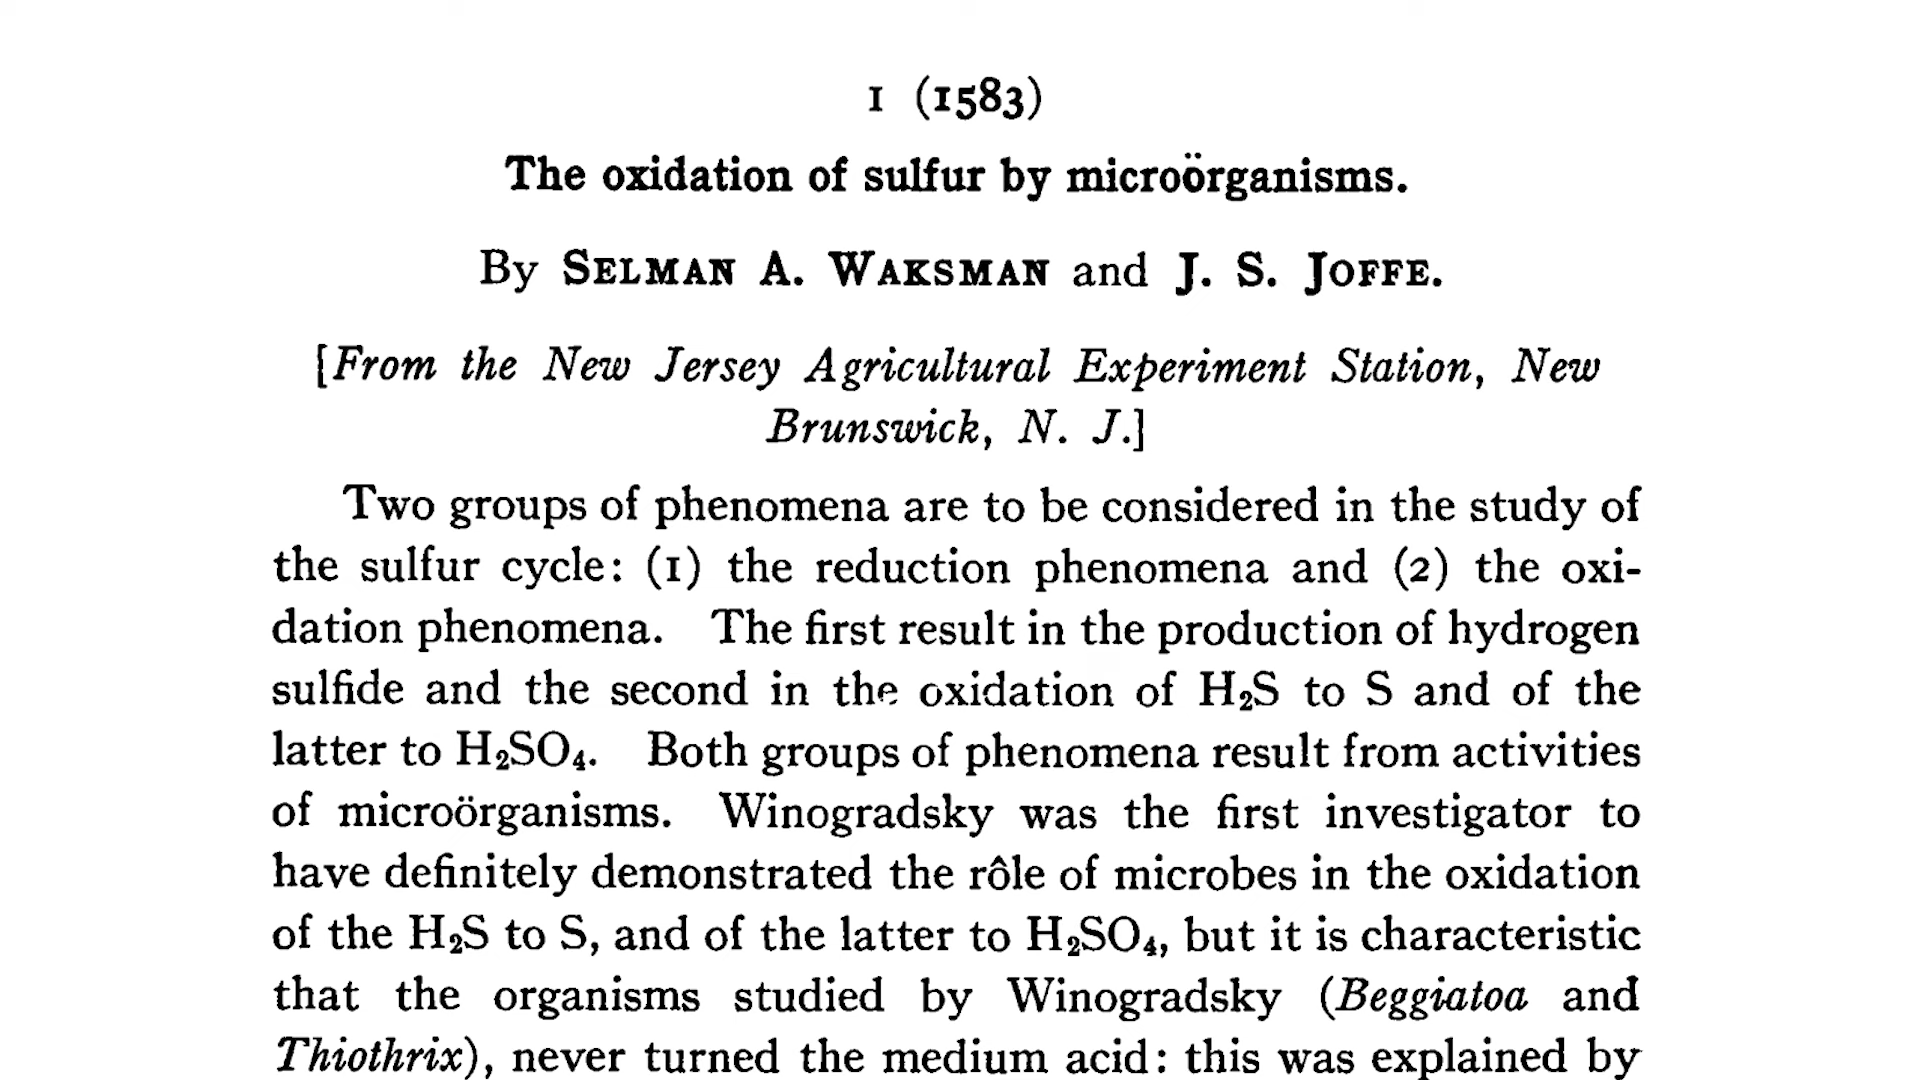 1 (1583)
The oxidation of sulfur by microörganisms.
By SELMAN A. WAKSMAN and J. S. JOFFE.
[From the New Jersey Agricultural Experiment Station, New
Brunswick, N. J.]
Two groups of phenomena are to be considered in the study of
the sulfur cycle: (1) the reduction phenomena and (2) the oxi-
dation phenomena. The first result in the production of hydrogen
sulfide and the second in the oxidation of H₂S to S and of the
latter to H₂SO₄. Both groups of phenomena result from activities
of microörganisms. Winogradsky was the first investigator to
have definitely demonstrated the rôle of microbes in the oxidation
of the H₂S to S, and of the latter to H₂SO₄, but it is characteristic
that the organisms studied by Winogradsky (Beggiatoa and
Thiothrix), never turned the medium acid: this was explained by